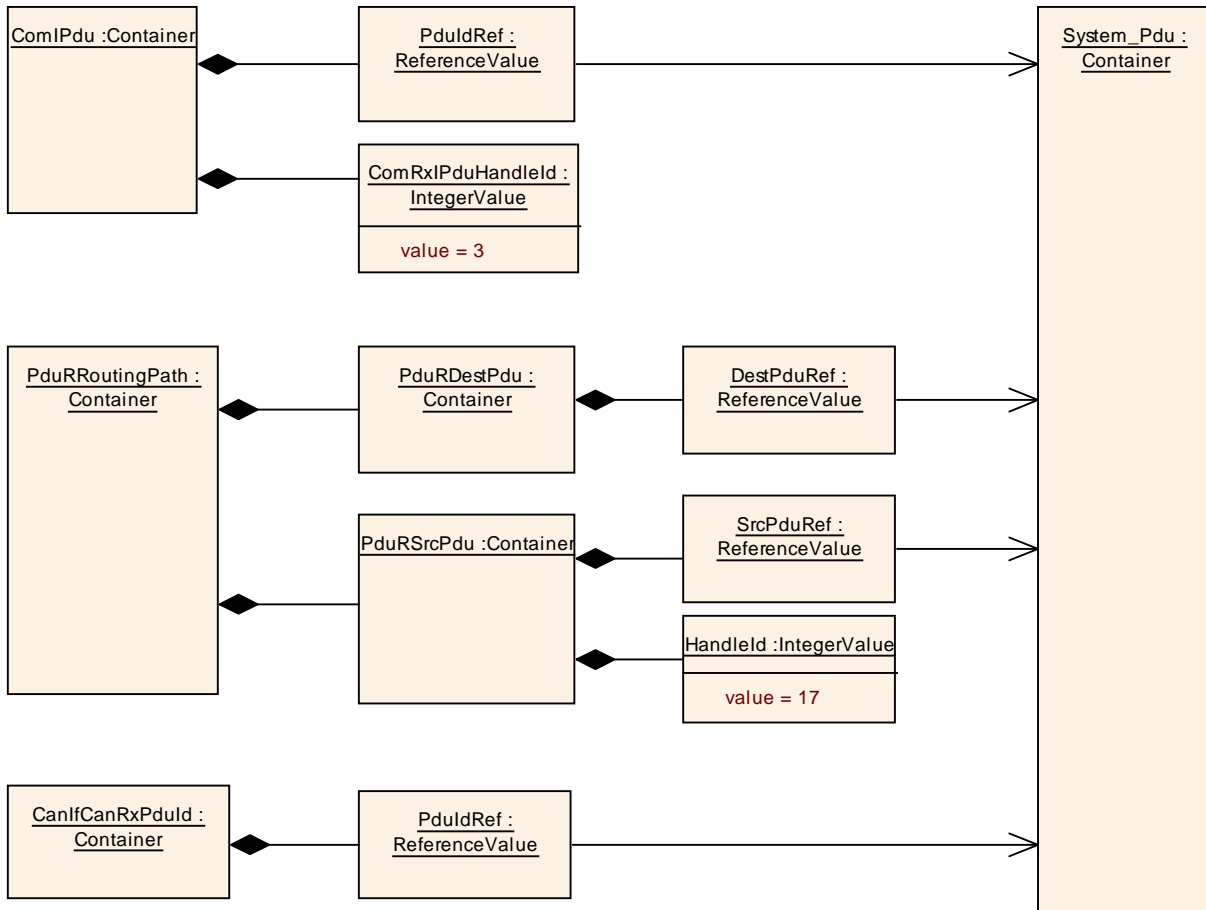 ComIPdu :Container
PduIdRef :
ReferenceValue
System_Pdu :
Container
ComRxIPduHandleId :
IntegerValue
value = 3
PduRRoutingPath :
Container
PduRDestPdu :
Container
DestPduRef :
ReferenceValue
PduRSrcPdu :Container
SrcPduRef :
ReferenceValue
HandleId :IntegerValue
value = 17
CanIfCanRxPduId :
Container
PduIdRef :
ReferenceValue